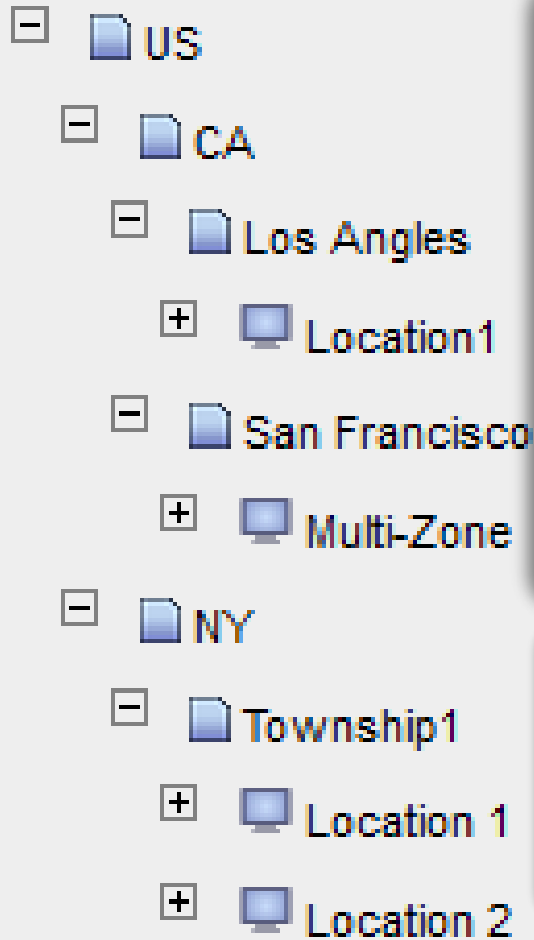 US
CA
Los Angles
Location1
San Francisco
Multi-Zone
NY
Township1
Location 1
Location 2